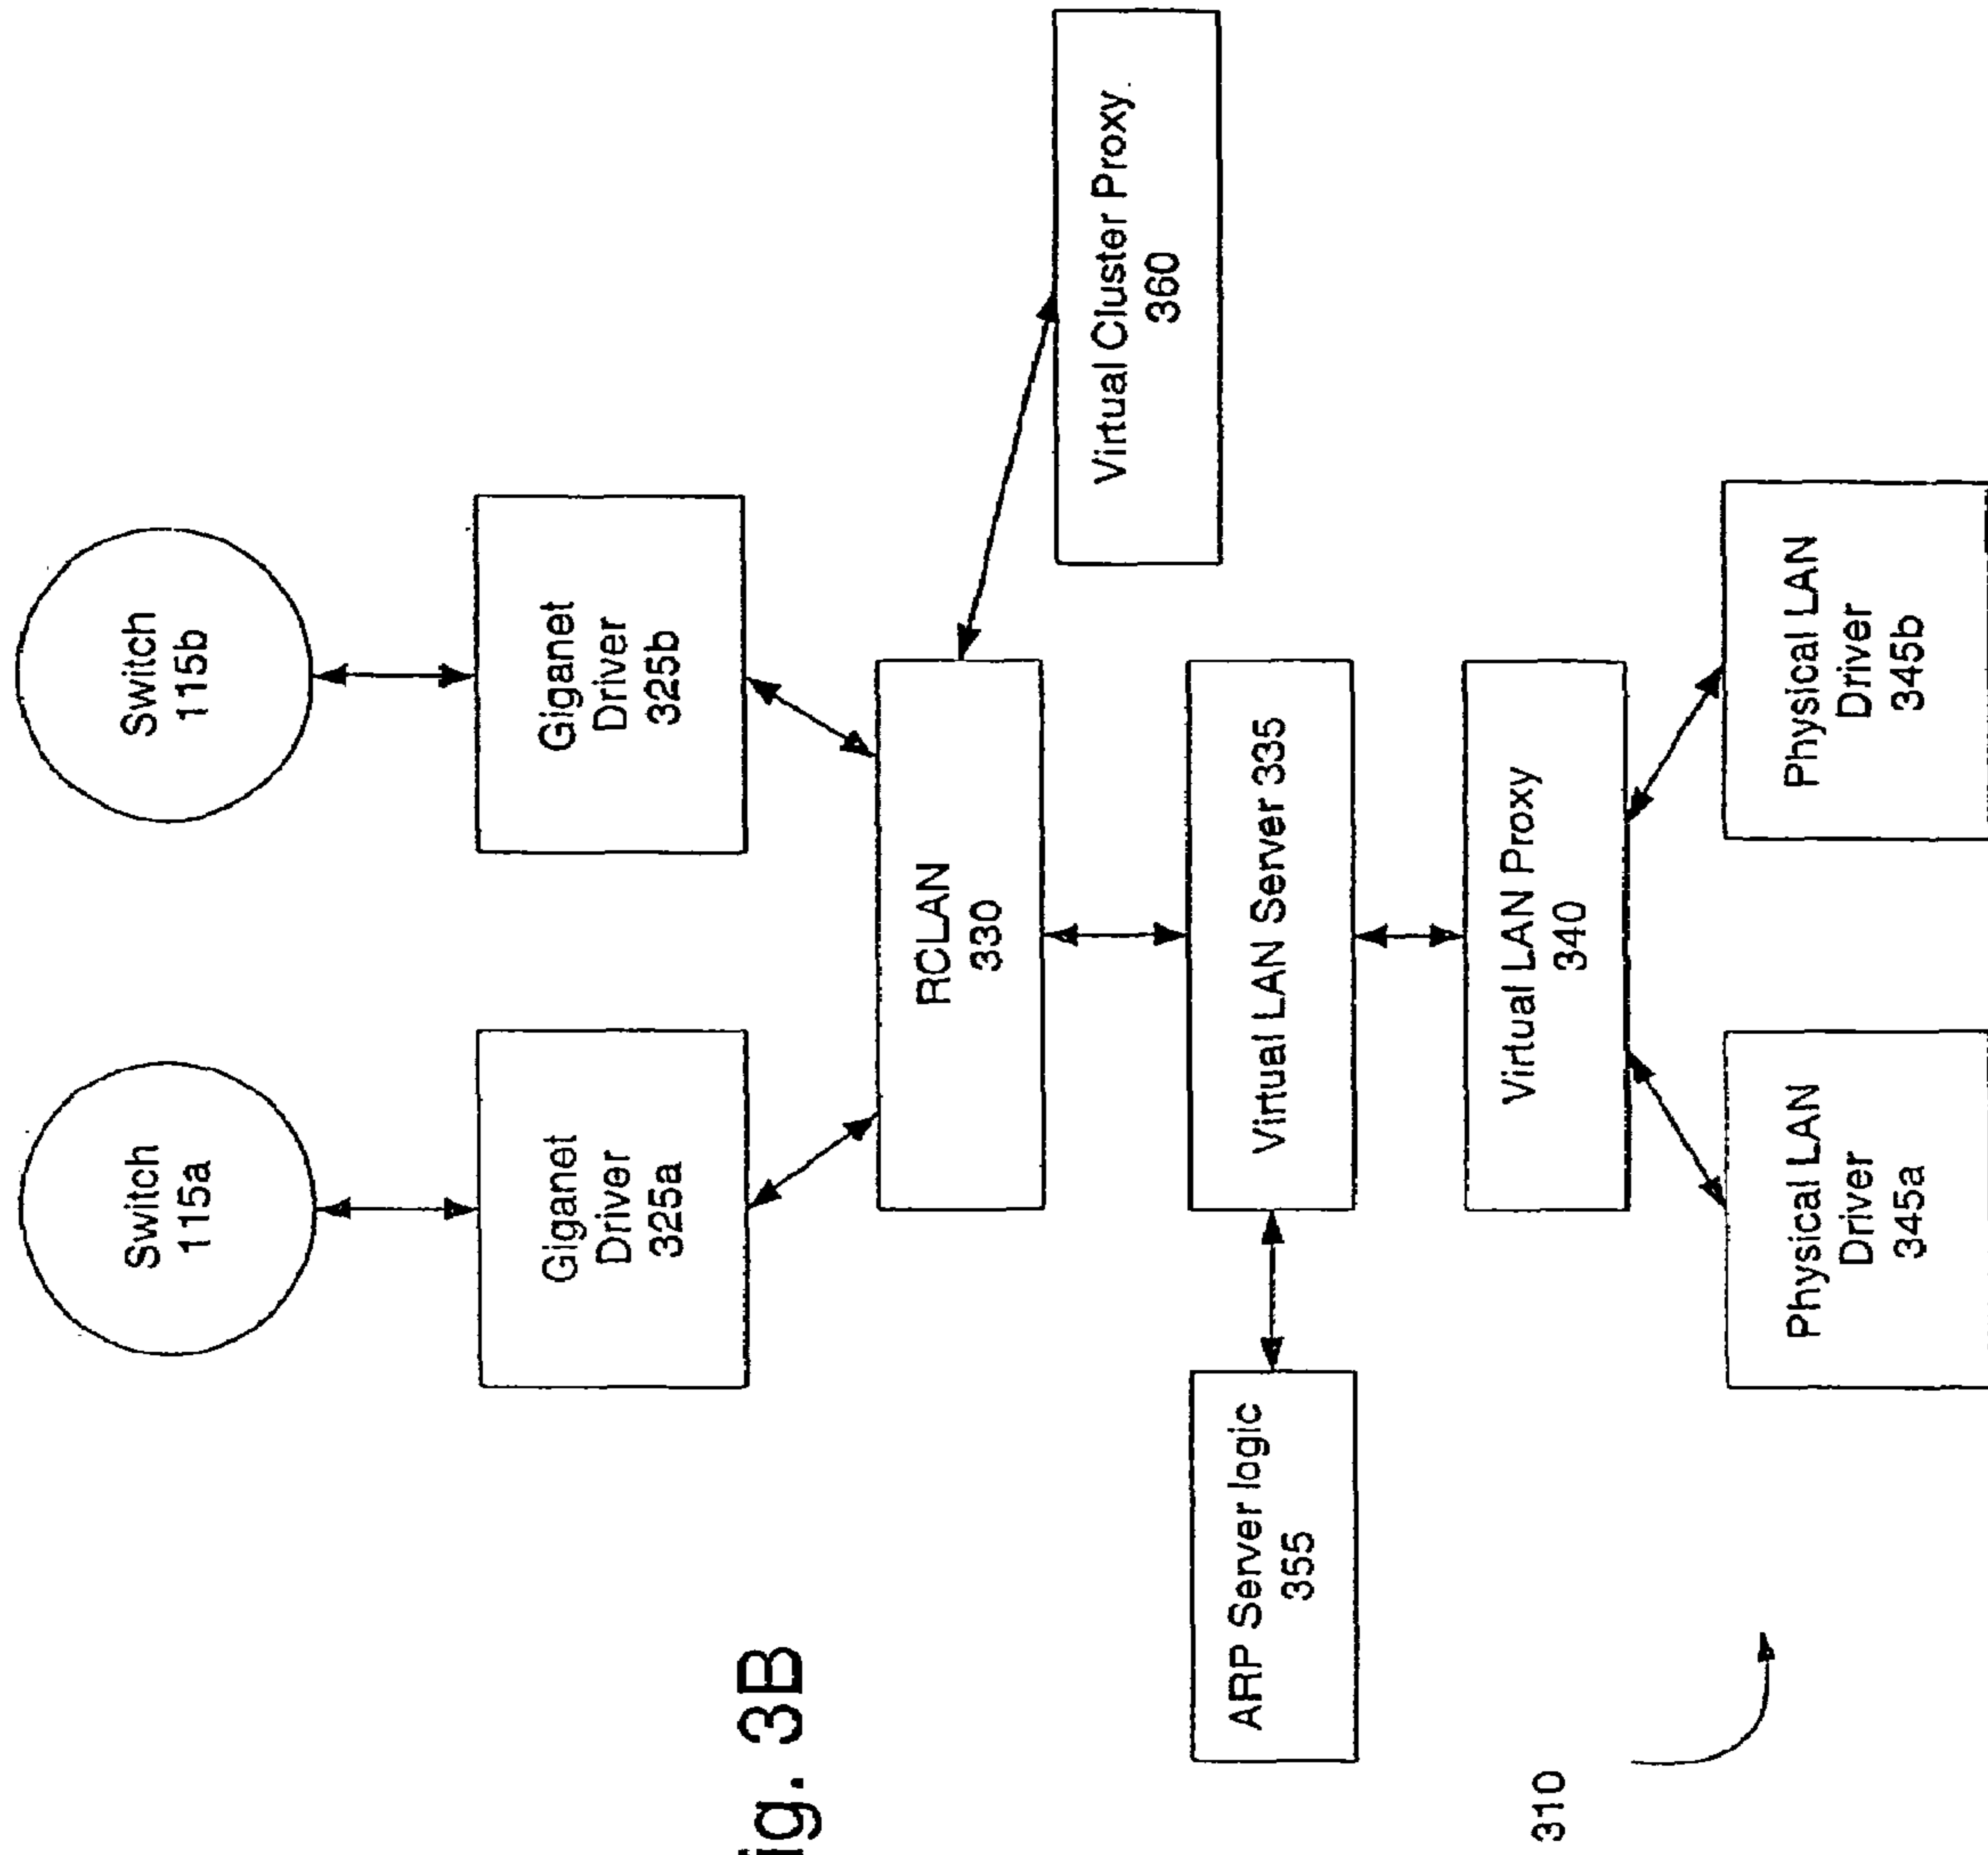 Switch
115a
Switch
115b
Giganet
Driver
325a
Giganet
Driver
325b
RCLAN
330
Virtual Cluster Proxy.
360
ARP Server logic
355
Virtual LAN Server 335
Virtual LAN Proxy
340
Physical LAN
Driver
345a
Physical LAN
Driver
345b
310
ig. 3B